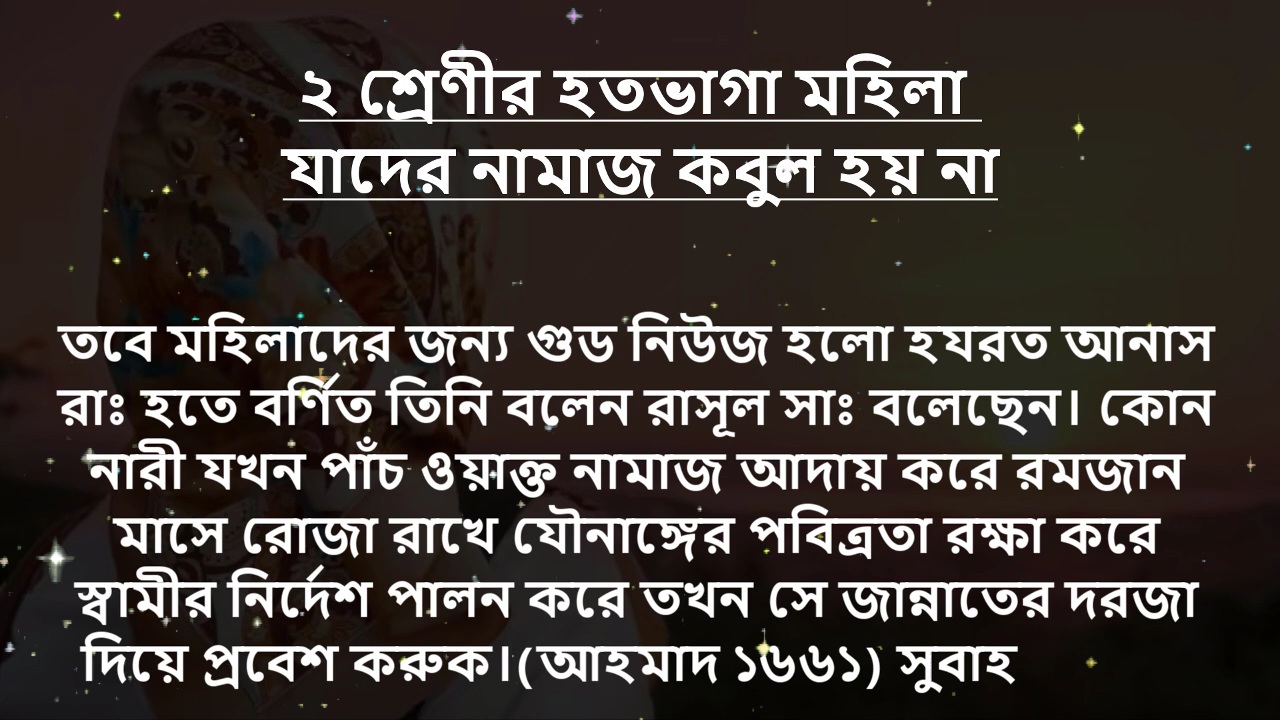 ২ শ্রেণীর হতভাগা মহিলা
যাদের নামাজ কবুল হয় না
তবে মহিলাদের জন্য গুড নিউজ হলো হযরত আনাস
রাঃ হতে বর্ণিত তিনি বলেন রাসূল সাঃ বলেছেন। কোন
নারী যখন পাঁচ ওয়াক্ত নামাজ আদায় করে রমজান
মাসে রোজা রাখে যৌনাঙ্গের পবিত্রতা রক্ষা করে
স্বামীর নির্দেশ পালন করে তখন সে জান্নাতের দরজা
দিয়ে প্রবেশ করুক।(আহমাদ ১৬৬১) সুবাহ